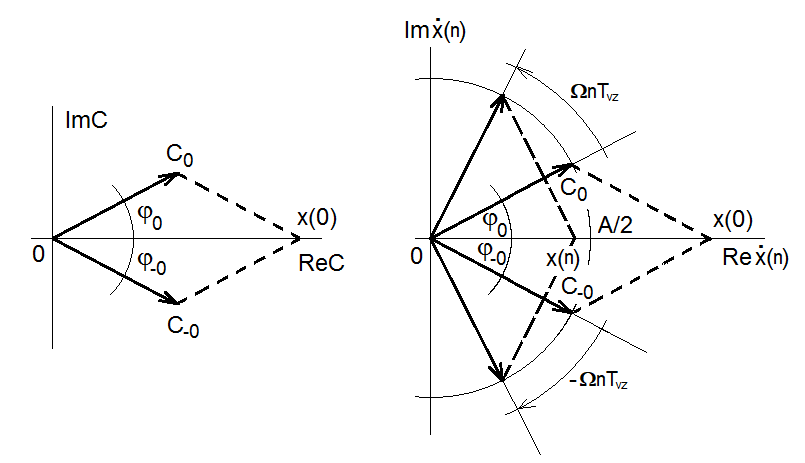 ImC
C₀
φ₀
x(0)
0
φ₋₀
ReC
C₋₀
Imẋ(n)
ΩnTvz
C₀
φ₀
A/2
x(0)
0
φ₋₀
x(n)
Reẋ(n)
C₋₀
-ΩnTvz